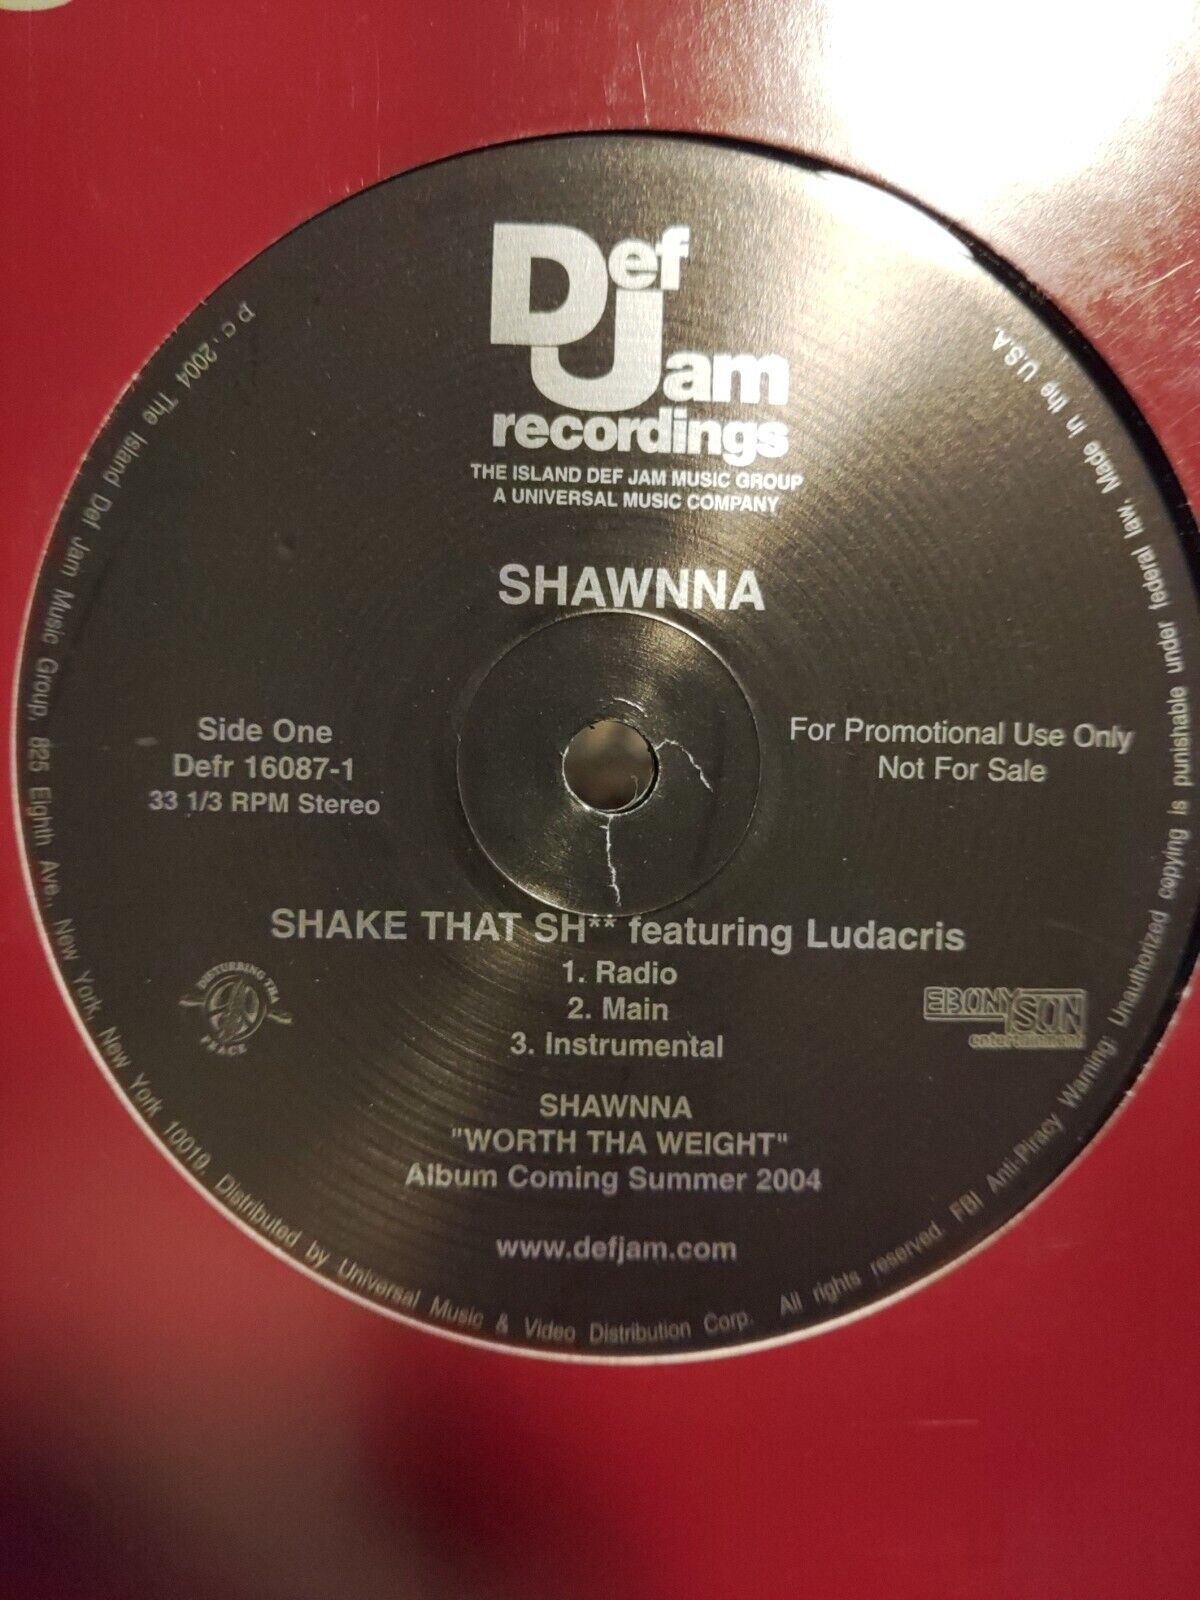 Def Jam
recordings
THE ISLAND DEF JAM MUSIC GROUP
A UNIVERSAL MUSIC COMPANY
SHAWNNA
Side One
Defr 16087-1
33 1/3 RPM Stereo
For Promotional Use Only
Not For Sale
SHAKE THAT SH** featuring Ludacris
1. Radio
2. Main
3. Instrumental
DISTURBING THA
PEACE
EBONY SON
entertainment
SHAWNNA
"WORTH THA WEIGHT"
Album Coming Summer 2004
www.defjam.com
p c. 2004 The Island Def Jam Music Group, 825 Eighth Ave., New York, New York 10019. Distributed by Universal Music & Video Distribution Corp. All rights reserved. FBI Anti-Piracy Warning: Unauthorized copying is punishable under federal law. Made in the U.S.A.